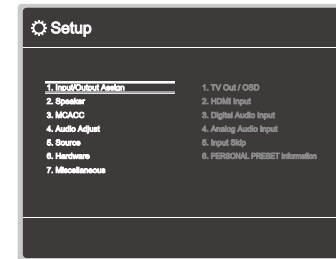 Setup
1. Input/Output Assign
2. Speaker
3. MCACC
4. Audio Adjust
5. Source
6. Hardware
7. Miscellaneous
1. TV Out / OSD
2. HDMI Input
3. Digital Audio Input
4. Analog Audio Input
5. Input Skip
6. PERSONAL PRESET Information